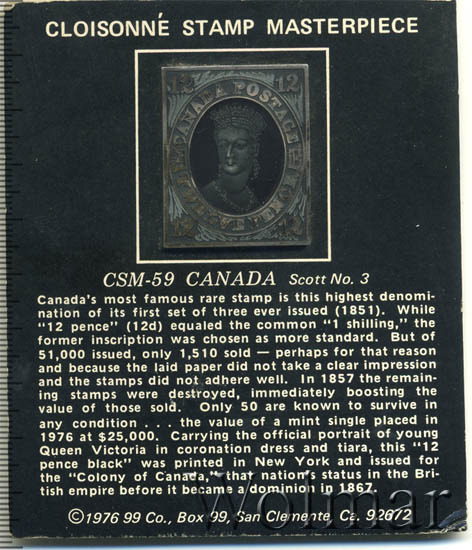 CLOISONNÉ STAMP MASTERPIECE
12 12
CANADA POSTAGE
CSM-59 CANADA Scott No. 3
Canada's most famous rare stamp is this highest denomi-
nation of its first set of three ever issued (1851). While
"12 pence" (12d) equaled the common "1 shilling," the
former inscription was chosen as more standard. But of
51,000 issued, only 1,510 sold — perhaps for that reason
and because the laid paper did not take a clear impression
and the stamps did not adhere well. In 1857 the remain-
ing stamps were destroyed, immediately boosting the
value of those sold. Only 50 are known to survive in
any condition . . . the value of a mint single placed in
1976 at $25,000. Carrying the official portrait of young
Queen Victoria in coronation dress and tiara, this "12
pence black" was printed in New York and issued for
the "Colony of Canada," that nation's status in the Bri-
tish empire before it became a dominion in 1867.
©1976 99 Co., Box 99, San Clemente, Ca. 92672
Wolmar